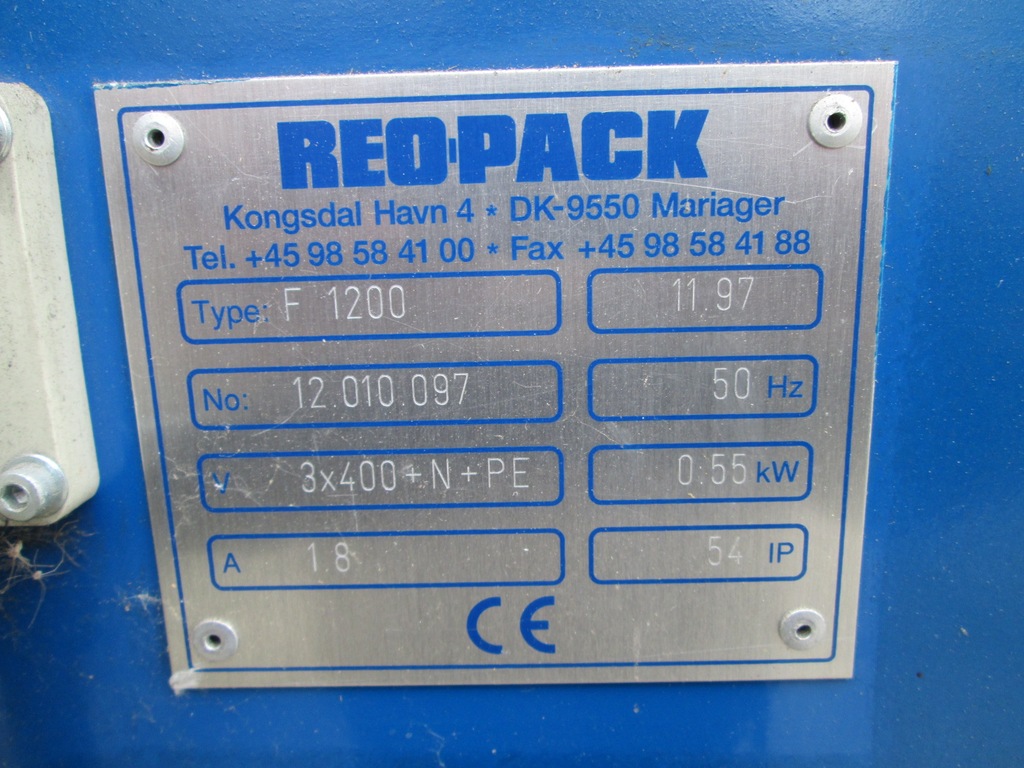 REO-PACK
Kongsdal Havn 4 * DK-9550 Mariager
Tel. +45 98 58 41 00 * Fax +45 98 58 41 88
Type: F 1200 11.97
No: 12.010.097 50 Hz
V 3x400+N+PE 0.55 kW
A 1.8 54 IP
CE